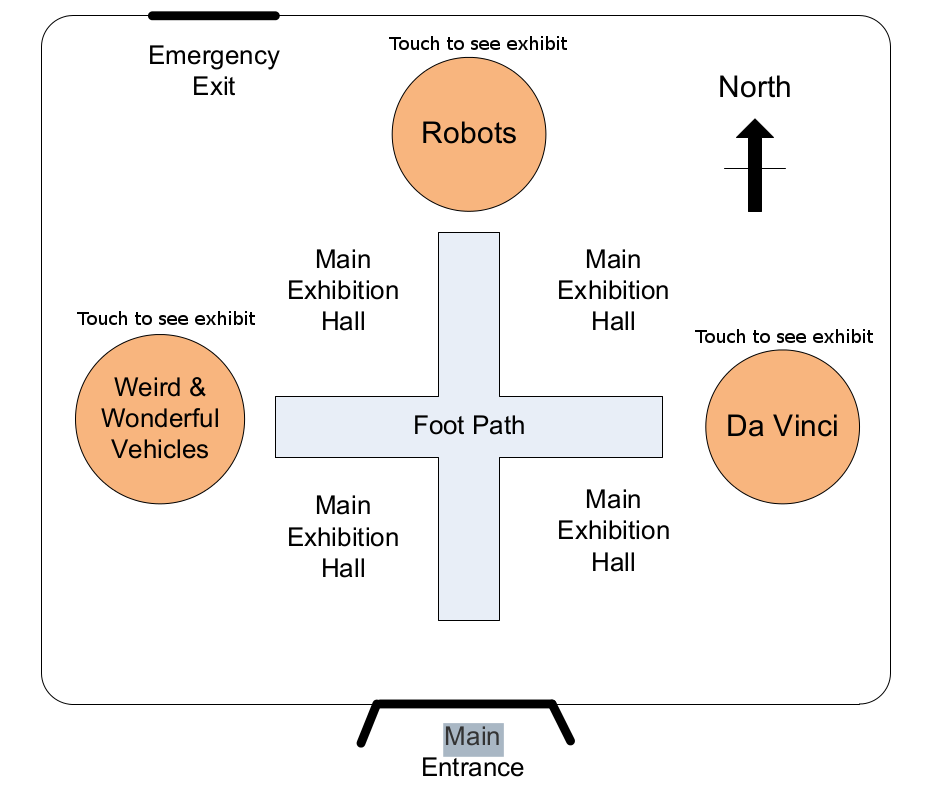 Emergency
Exit
Touch to see exhibit
Robots
North
Main
Exhibition
Hall
Main
Exhibition
Hall
Touch to see exhibit
Weird &
Wonderful
Vehicles
Foot Path
Touch to see exhibit
Da Vinci
Main
Exhibition
Hall
Main
Exhibition
Hall
Main
Entrance